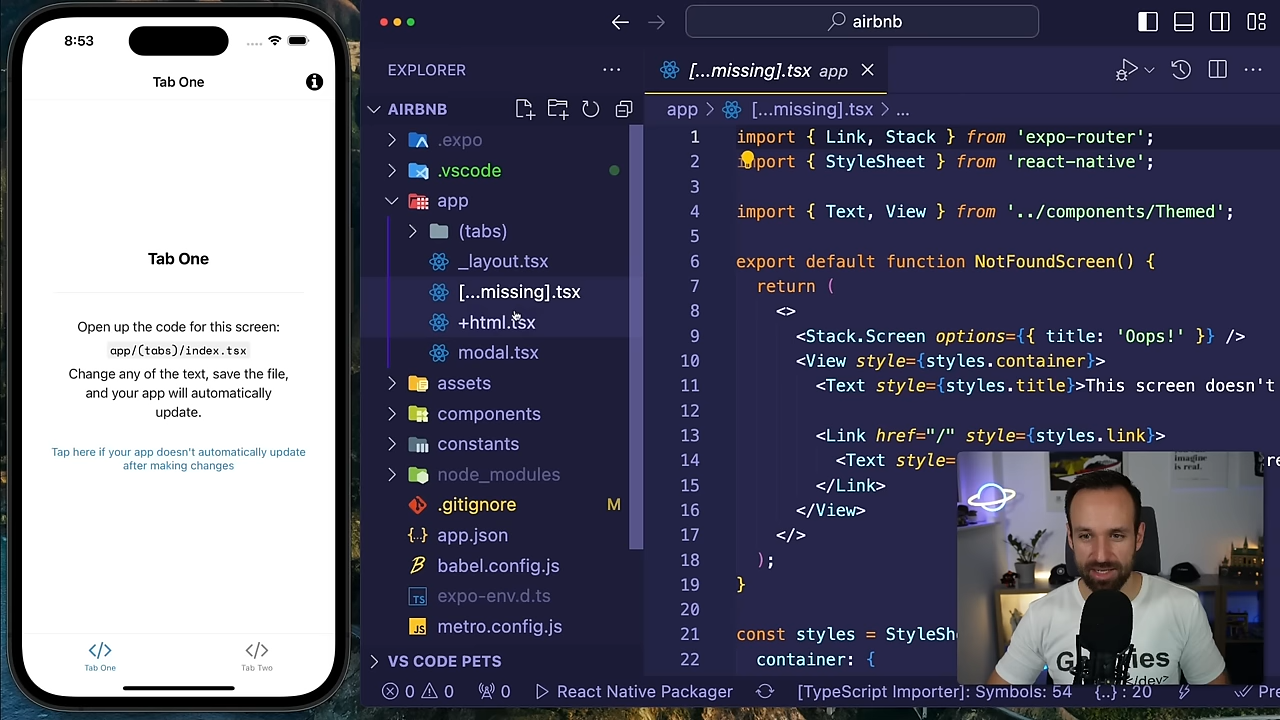 8:53
Tab One
Tab One
Open up the code for this screen:
app/(tabs)/index.tsx
Change any of the text, save the file,
and your app will automatically
update.
Tap here if your app doesn't automatically update
after making changes
Tab One
Tab Two
airbnb
EXPLORER
AIRBNB
.expo
.vscode
app
(tabs)
_layout.tsx
[...missing].tsx
+html.tsx
modal.tsx
assets
components
constants
node_modules
.gitignore M
app.json
babel.config.js
TS expo-env.d.ts
JS metro.config.js
VS CODE PETS
[...missing].tsx app
app > [...missing].tsx > ...
1 import { Link, Stack } from 'expo-router';
2 import { StyleSheet } from 'react-native';
3
4 import { Text, View } from '../components/Themed';
5
6 export default function NotFoundScreen() {
7 return (
8 <>
9 <Stack.Screen options={{ title: 'Oops!' }} />
10 <View style={styles.container}>
11 <Text style={styles.title}>This screen doesn't
12
13 <Link href="/" style={styles.link}>
14 <Text style=
15 </Link>
16 </View>
17 </>
18 );
19 }
20
21 const styles = StyleShe
22 container: {
imagine
is real.
0 0 0 React Native Packager [TypeScript Importer]: Symbols: 54 {..} : 20